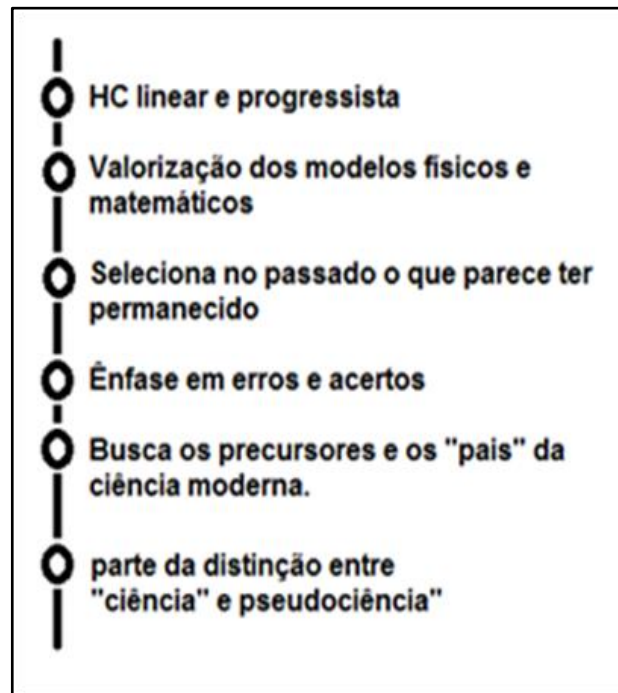 HC linear e progressista
Valorização dos modelos físicos e
matemáticos
Seleciona no passado o que parece ter
permanecido
Ênfase em erros e acertos
Busca os precursores e os "pais" da
ciência moderna.
parte da distinção entre
"ciência" e pseudociência"